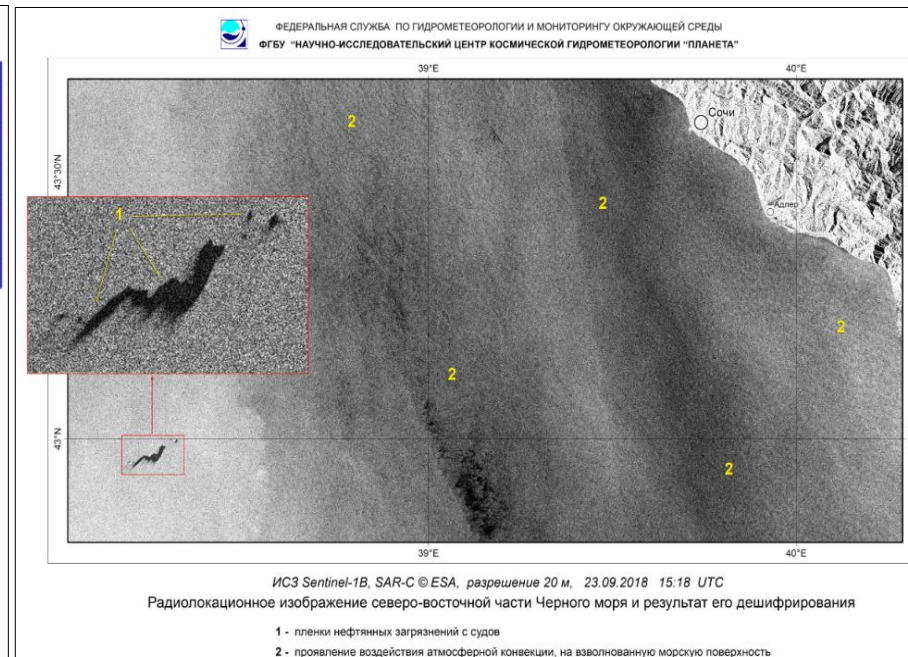 ФЕДЕРАЛЬНАЯ СЛУЖБА ПО ГИДРОМЕТЕОРОЛОГИИ И МОНИТОРИНГУ ОКРУЖАЮЩЕЙ СРЕДЫ
ФГБУ "НАУЧНО-ИССЛЕДОВАТЕЛЬСКИЙ ЦЕНТР КОСМИЧЕСКОЙ ГИДРОМЕТЕОРОЛОГИИ "ПЛАНЕТА"
39°E 40°E
2
Сочи
43°30'N
2
Адлер
1
2
2
43°N
2
39°E 40°E
ИСЗ Sentinel-1B, SAR-C © ESA, разрешение 20 м, 23.09.2018 15:18 UTC
Радиолокационное изображение северо-восточной части Черного моря и результат его дешифрирования
1 - пленки нефтяных загрязнений с судов
2 - проявление воздействия атмосферной конвекции, на взволнованную морскую поверхность